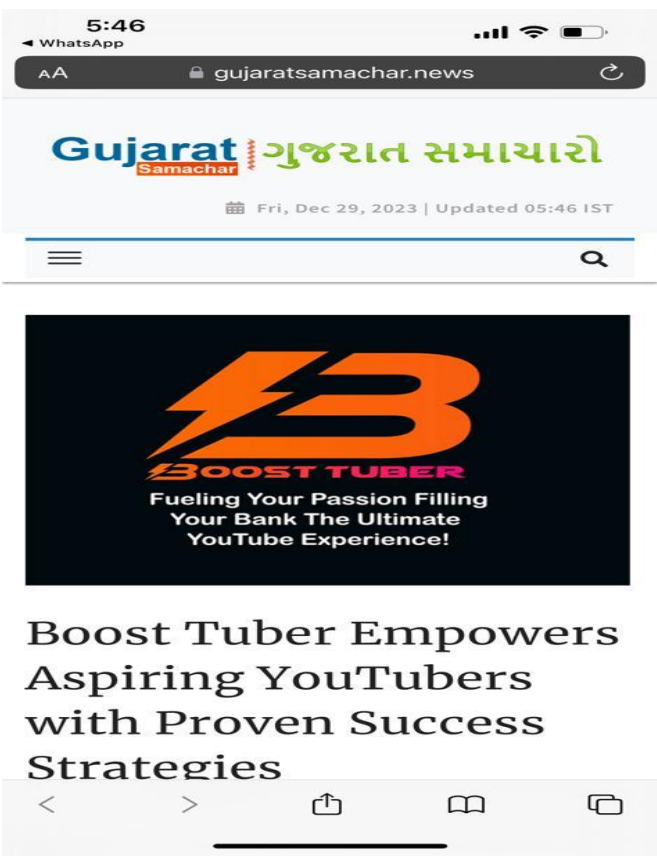 5:46
◀ WhatsApp
AA gujaratsamachar.news
Gujarat
Samachar
ગુજરાત સમાચારો
Fri, Dec 29, 2023 | Updated 05:46 IST
BOOST TUBER
Fueling Your Passion Filling
Your Bank The Ultimate
YouTube Experience!
Boost Tuber Empowers
Aspiring YouTubers
with Proven Success
Strategies